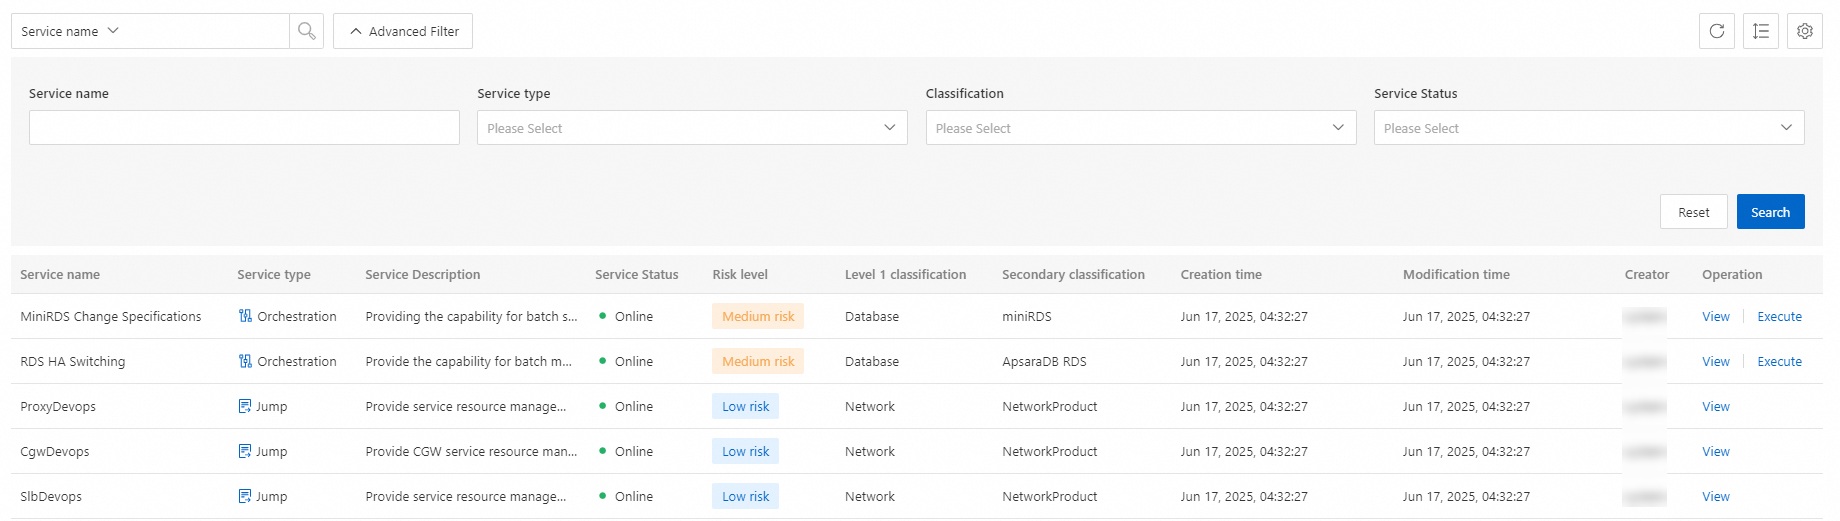 Service name Advanced Filter
Service name Service type Classification Service Status
Please Select Please Select Please Select
Reset Search
Service name Service type Service Description Service Status Risk level Level 1 classification Secondary classification Creation time Modification time Creator Operation
MiniRDS Change Specifications Orchestration Providing the capability for batch s... Online Medium risk Database miniRDS Jun 17, 2025, 04:32:27 Jun 17, 2025, 04:32:27 View Execute
RDS HA Switching Orchestration Provide the capability for batch m... Online Medium risk Database ApsaraDB RDS Jun 17, 2025, 04:32:27 Jun 17, 2025, 04:32:27 View Execute
ProxyDevops Jump Provide service resource manage... Online Low risk Network NetworkProduct Jun 17, 2025, 04:32:27 Jun 17, 2025, 04:32:27 View
CgwDevops Jump Provide CGW service resource man... Online Low risk Network NetworkProduct Jun 17, 2025, 04:32:27 Jun 17, 2025, 04:32:27 View
SlbDevops Jump Provide service resource manage... Online Low risk Network NetworkProduct Jun 17, 2025, 04:32:27 Jun 17, 2025, 04:32:27 View